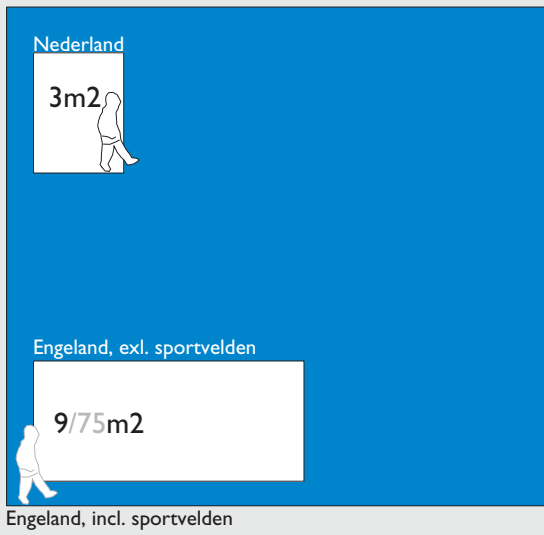 Nederland
3m2
Engeland, exl. sportvelden
9/75m2
Engeland, incl. sportvelden